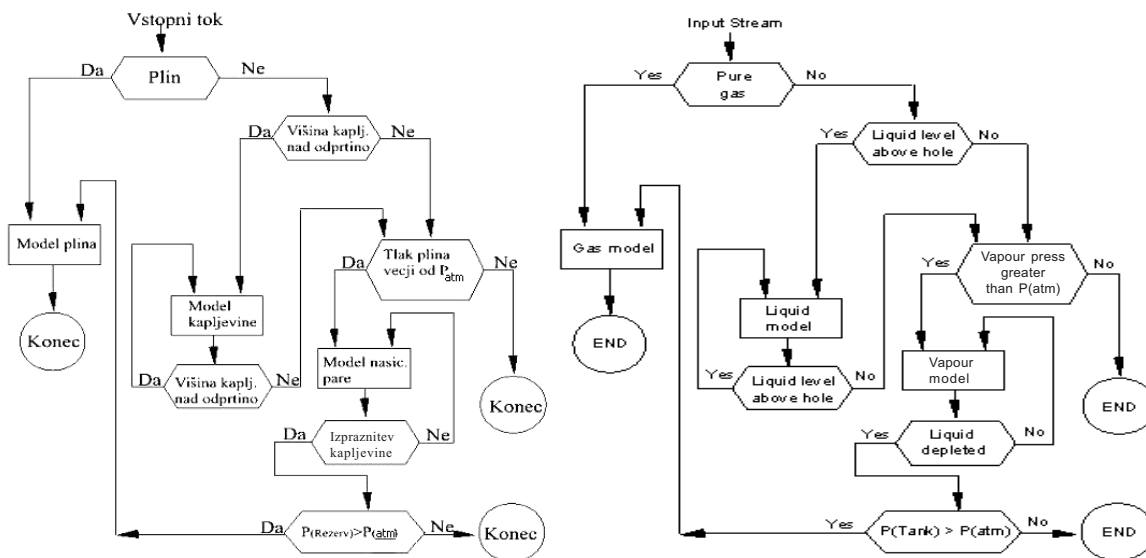 Vstopni tok
Da
Plin
Ne
Da
Višina kaplj.
nad odprtino
Ne
Model plina
Tlak plina
vecji od Patm
Da
Ne
Model
kapljevine
Konec
Model nasic.
pare
Da
Višina kaplj.
nad odprtino
Ne
Konec
Da
Izpraznitev
kapljevine
Ne
Da
P(Rezerv)>P(atm)
Ne
Konec
Input Stream
Yes
Pure
gas
No
Yes
Liquid level
above hole
No
Gas model
Vapour press
greater
than P(atm)
Yes
No
Liquid
model
END
Vapour
model
Yes
Liquid level
above hole
No
END
Yes
Liquid
depleted
No
Yes
P(Tank) > P(atm)
No
END